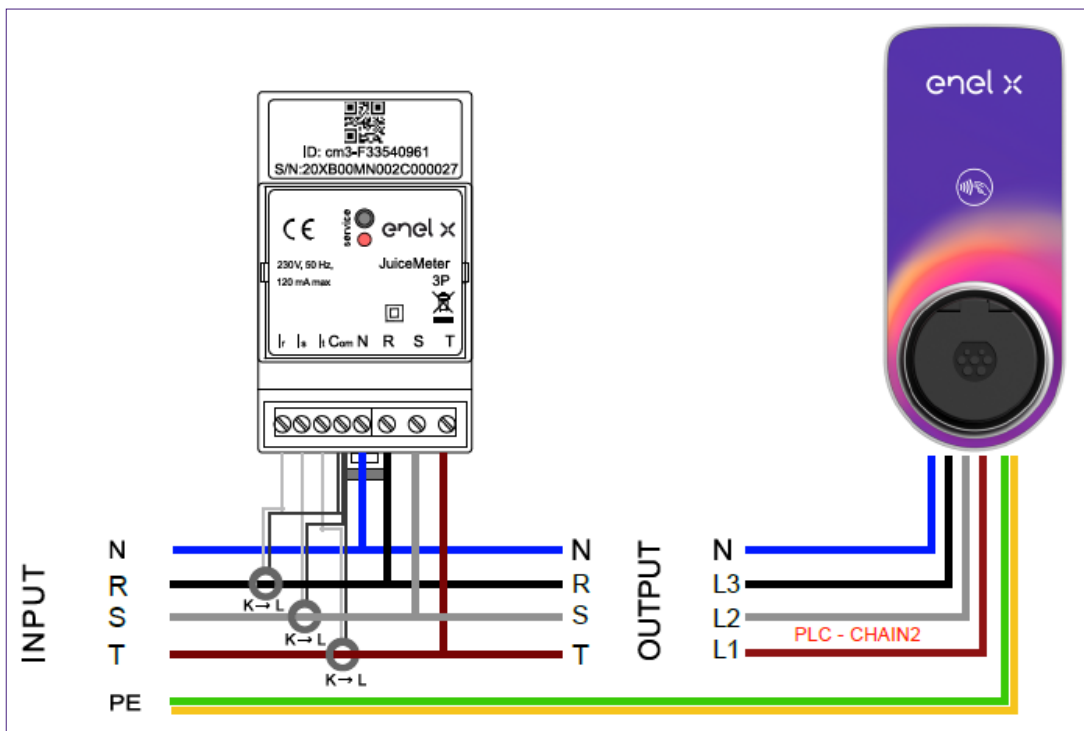 enel x
ID: cm3-F33540961
S/N:20XB00MN002C000027
CE
service
enel x
230V, 50 Hz,
120 mA max
JuiceMeter
3P
Ir Is It Com N R S T
INPUT
N
R
S
T
PE
K→L
K→L
K→L
N
R
S
T
OUTPUT
N
L3
L2
L1
PLC - CHAIN2